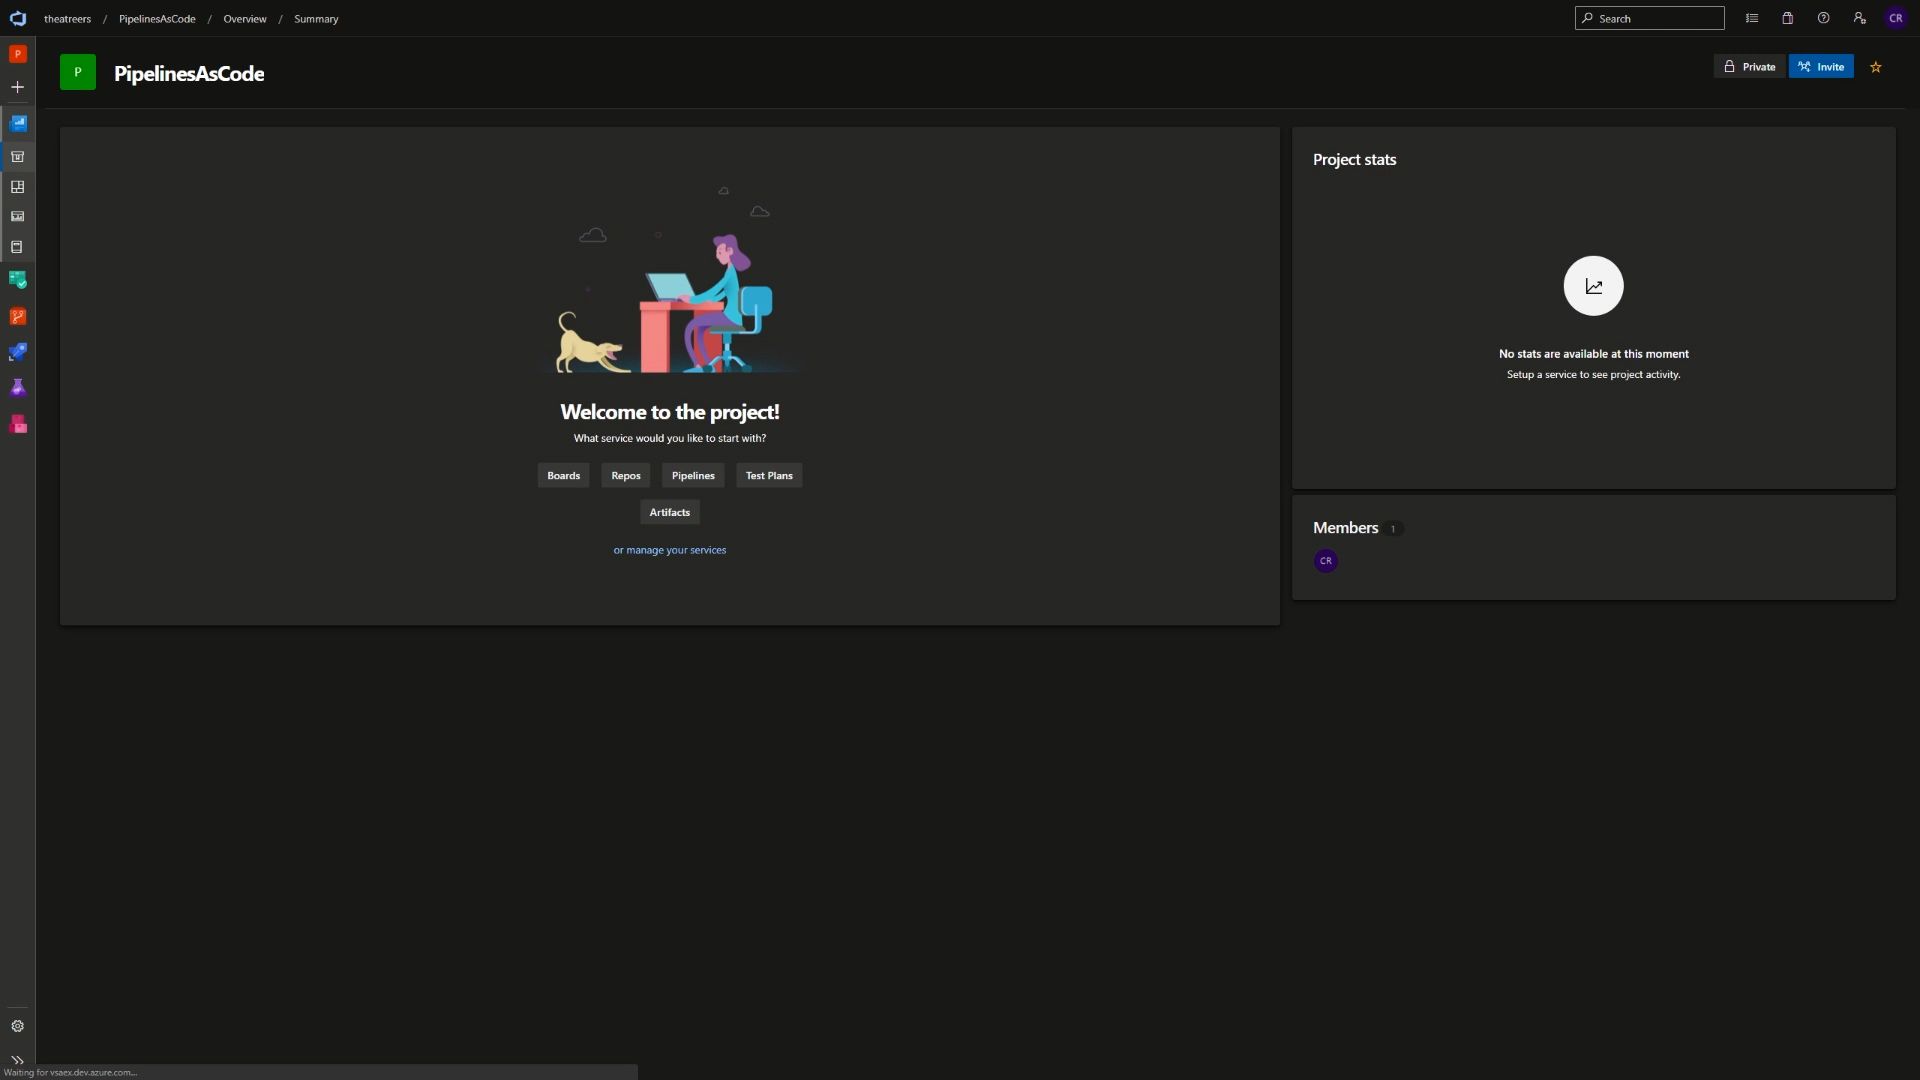 theatreers / PipelinesAsCode / Overview / Summary
Search
CR
P
P
PipelinesAsCode
Private
Invite
Project stats
No stats are available at this moment
Setup a service to see project activity.
Welcome to the project!
What service would you like to start with?
Boards
Repos
Pipelines
Test Plans
Artifacts
or manage your services
Members 1
CR
Waiting for vsaex.dev.azure.com...